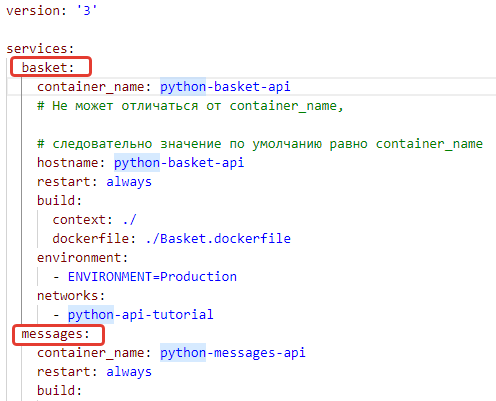 version: '3'
services:
basket:
container_name: python-basket-api
# Не может отличаться от container_name,
# следовательно значение по умолчанию равно container_name
hostname: python-basket-api
restart: always
build:
context: ./
dockerfile: ./Basket.dockerfile
environment:
- ENVIRONMENT=Production
networks:
- python-api-tutorial
messages:
container_name: python-messages-api
restart: always
build: